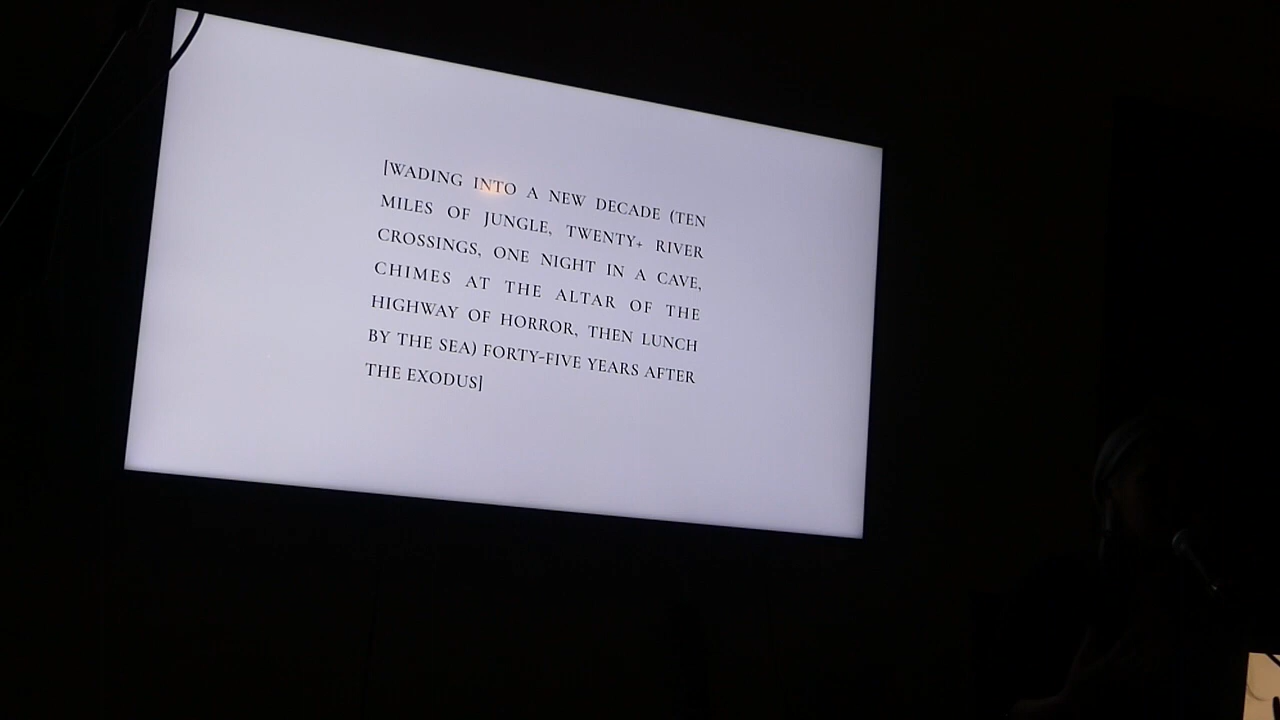 [WADING INTO A NEW DECADE (TEN
MILES OF JUNGLE, TWENTY+ RIVER
CROSSINGS, ONE NIGHT IN A CAVE,
CHIMES AT THE ALTAR OF THE
HIGHWAY OF HORROR, THEN LUNCH
BY THE SEA) FORTY-FIVE YEARS AFTER
THE EXODUS]